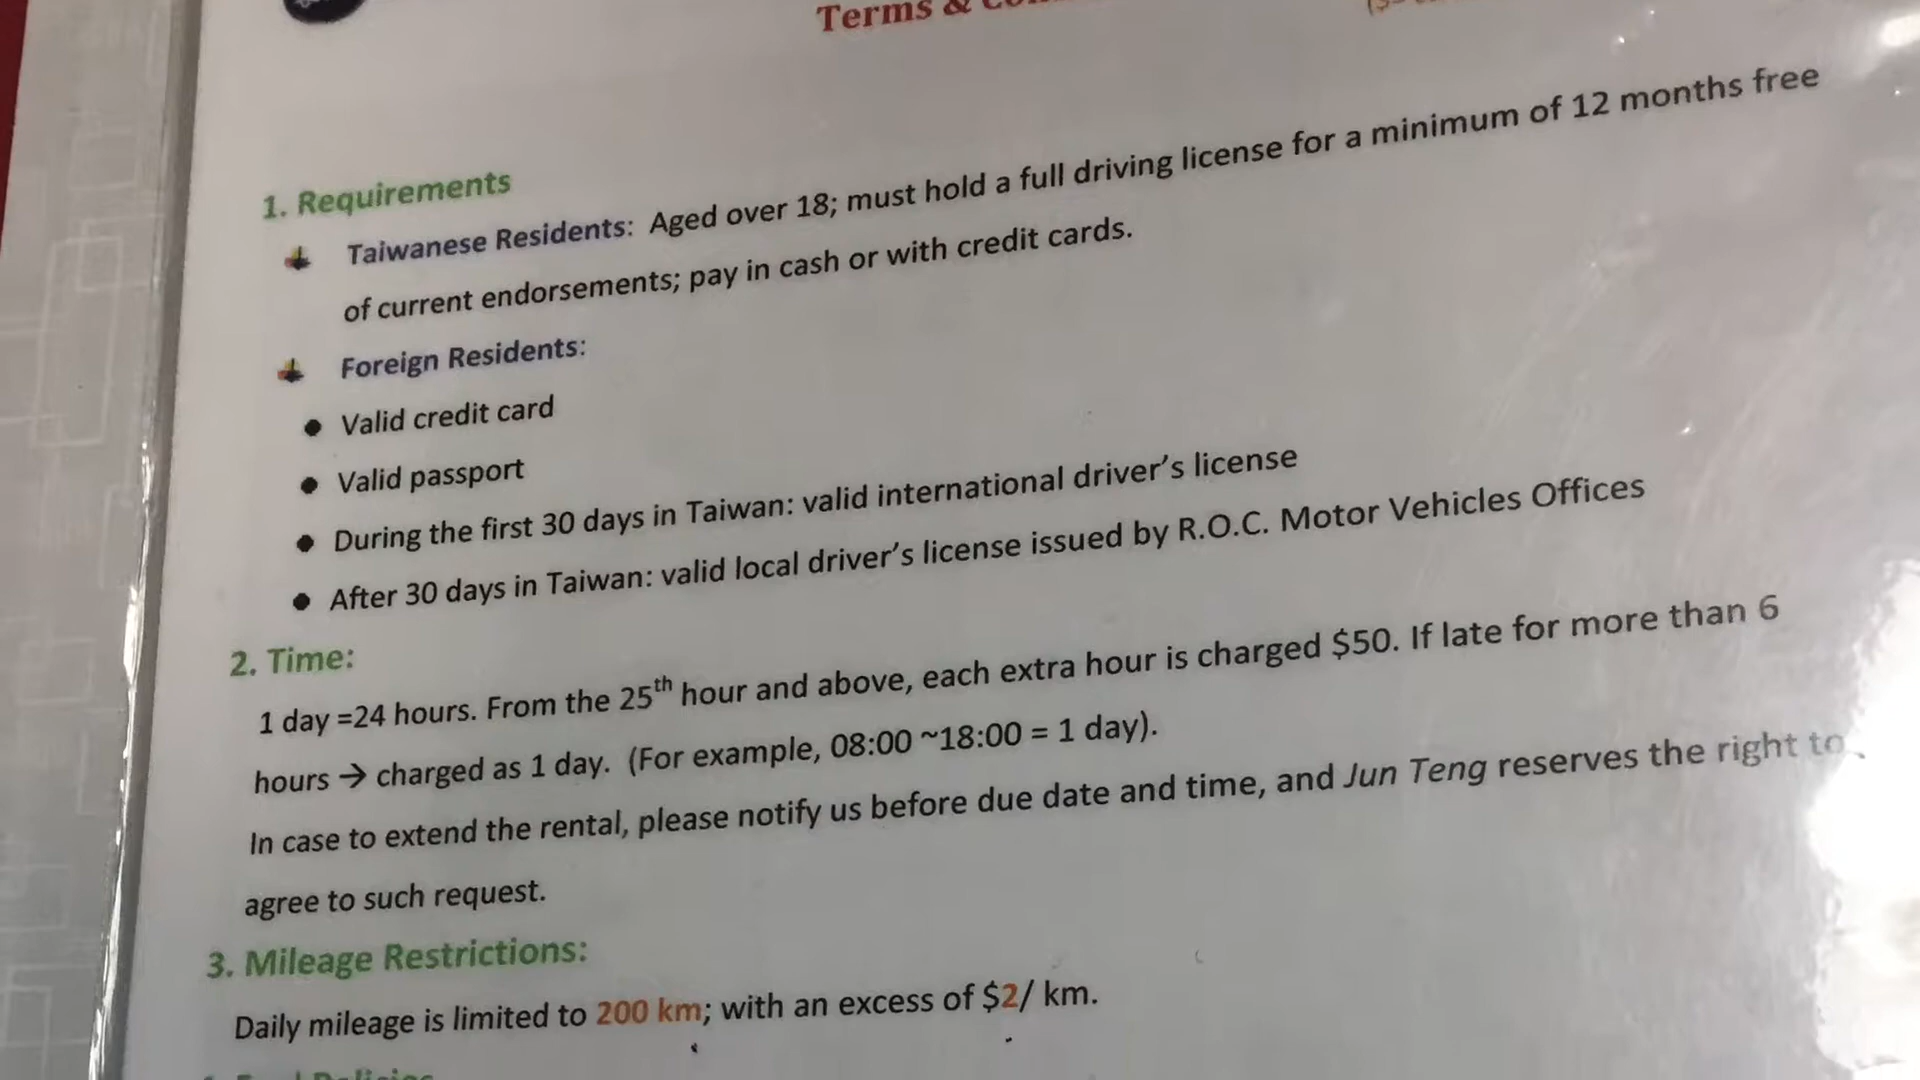 Terms &
1. Requirements
Taiwanese Residents: Aged over 18; must hold a full driving license for a minimum of 12 months free
of current endorsements; pay in cash or with credit cards.
Foreign Residents:
● Valid credit card
● Valid passport
● During the first 30 days in Taiwan: valid international driver's license
● After 30 days in Taiwan: valid local driver's license issued by R.O.C. Motor Vehicles Offices
2. Time:
1 day =24 hours. From the 25th hour and above, each extra hour is charged $50. If late for more than 6
hours → charged as 1 day. (For example, 08:00 ~18:00 = 1 day).
In case to extend the rental, please notify us before due date and time, and Jun Teng reserves the right to
agree to such request.
3. Mileage Restrictions:
Daily mileage is limited to 200 km; with an excess of $2/ km.